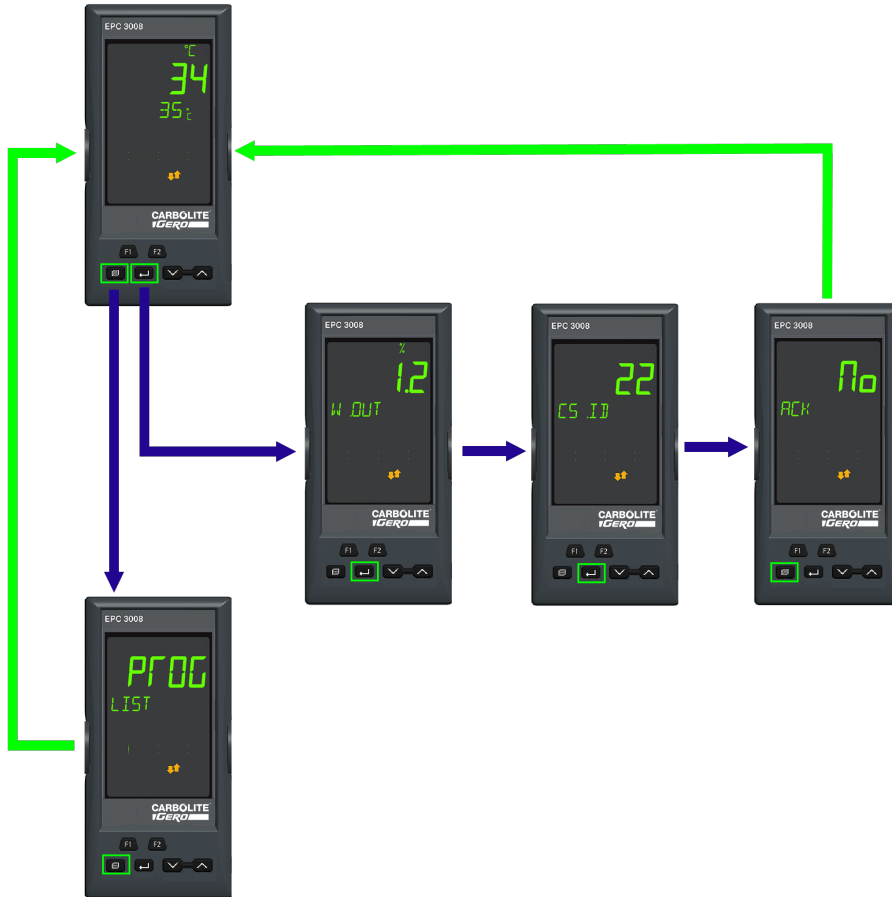 EPC 3008
°C
34
35 °C
CARBOLITE
GERO
F1 F2
EPC 3008
%
1.2
W.OUT
CARBOLITE
GERO
F1 F2
EPC 3008
22
CS.ID
CARBOLITE
GERO
F1 F2
EPC 3008
No
ACK
CARBOLITE
GERO
F1 F2
EPC 3008
PrOG
LIST
CARBOLITE
GERO
F1 F2